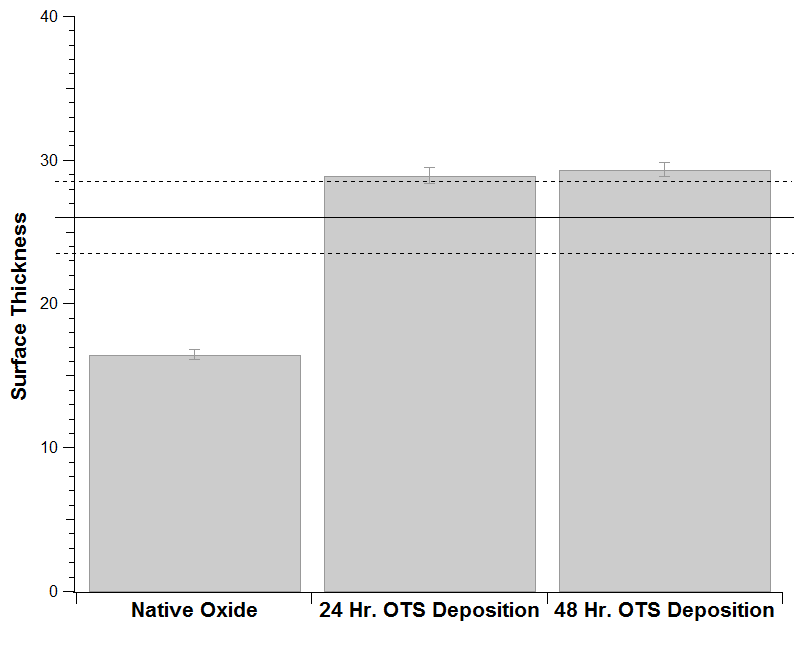 40
30
20
10
0
Surface Thickness
Native Oxide
24 Hr. OTS Deposition
48 Hr. OTS Deposition